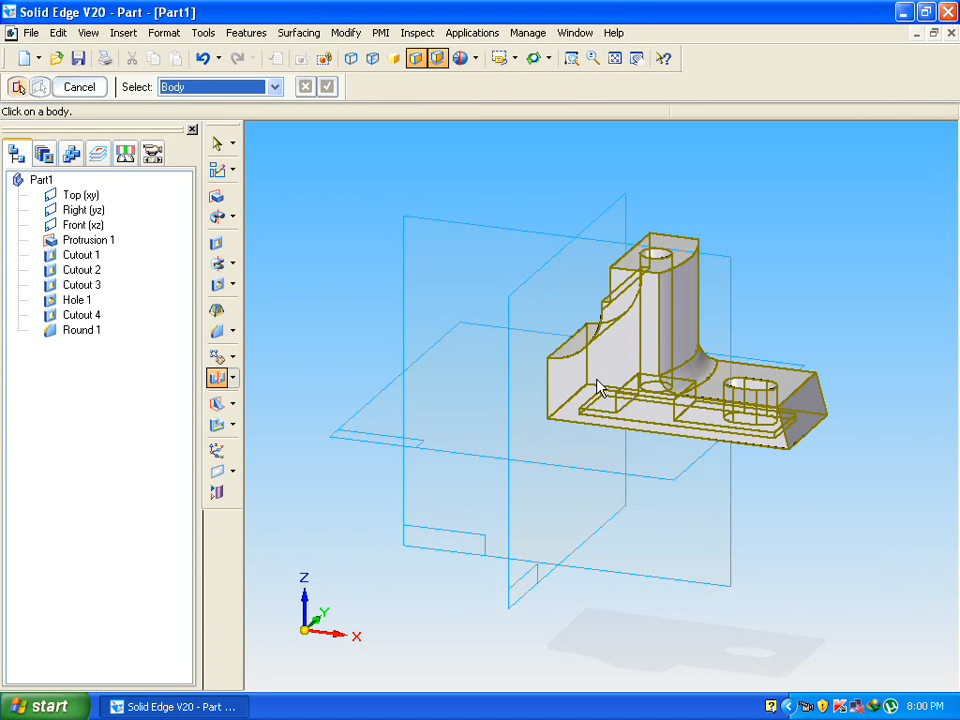 Solid Edge V20 - Part - [Part1]
File Edit View Insert Format Tools Features Surfacing Modify PMI Inspect Applications Manage Window Help
Cancel Select: Body
Click on a body.
Part1
Top (xy)
Right (yz)
Front (xz)
Protrusion 1
Cutout 1
Cutout 2
Cutout 3
Hole 1
Cutout 4
Round 1
Z
Y
X
start Solid Edge V20 - Part ... 8:00 PM